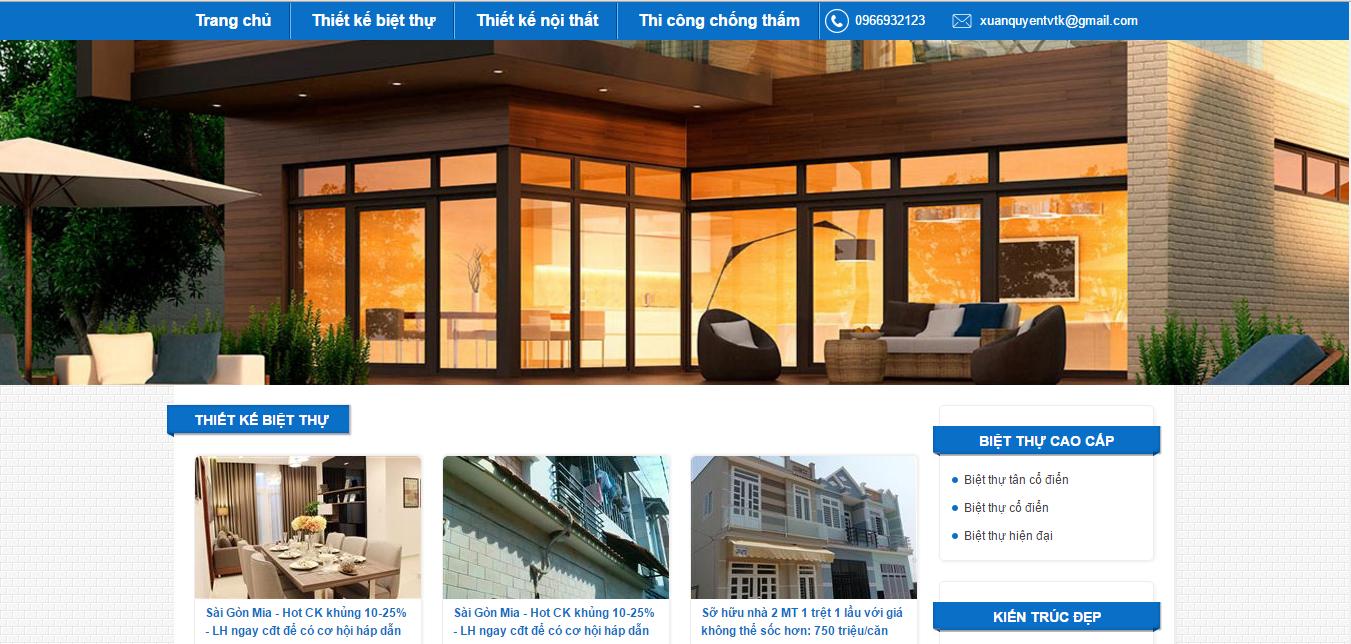 Trang chủ
Thiết kế biệt thự
Thiết kế nội thất
Thi công chống thấm
0966932123
xuanquyentvtk@gmail.com
THIẾT KẾ BIỆT THỰ
Sài Gòn Mia - Hot CK khủng 10-25%
- LH ngay cđt để có cơ hội háp dẫn
Sài Gòn Mia - Hot CK khủng 10-25%
- LH ngay cđt để có cơ hội háp dẫn
Sỡ hữu nhà 2 MT 1 trệt 1 lầu với giá
không thể sốc hơn: 750 triệu/căn
BIỆT THỰ CAO CẤP
Biệt thự tân cổ điển
Biệt thự cổ điển
Biệt thự hiện đại
KIẾN TRÚC ĐẸP